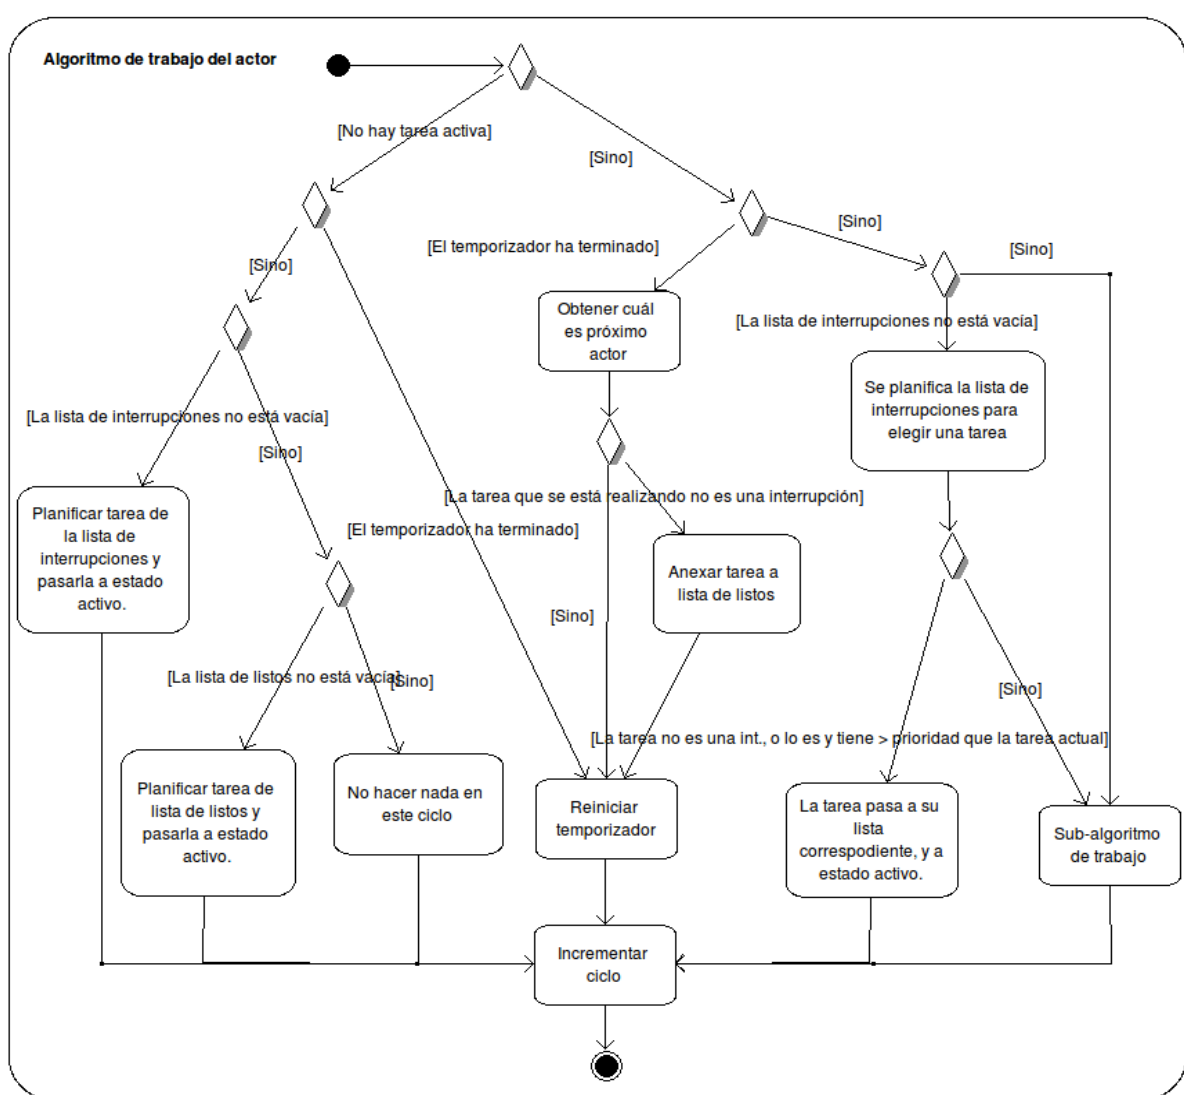 Algoritmo de trabajo del actor
[No hay tarea activa]
[Sino]
[Sino]
[El temporizador ha terminado]
[Sino]
[Sino]
Obtener cuál
es próximo
actor
[La lista de interrupciones no está vacía]
Se planifica la lista de
interrupciones para
elegir una tarea
[La lista de interrupciones no está vacía]
[Sino]
[La tarea que se está realizando no es una interrupción]
Planificar tarea de
la lista de
interrupciones y
pasarla a estado
activo.
[El temporizador ha terminado]
Anexar tarea a
lista de listos
[Sino]
[La lista de listos no está vacía]
[Sino]
[Sino]
[La tarea no es una int., o lo es y tiene > prioridad que la tarea actual]
Planificar tarea de
lista de listos y
pasarla a estado
activo.
No hacer nada en
este ciclo
Reiniciar
temporizador
La tarea pasa a su
lista
correspodiente, y a
estado activo.
Sub-algoritmo
de trabajo
Incrementar
ciclo